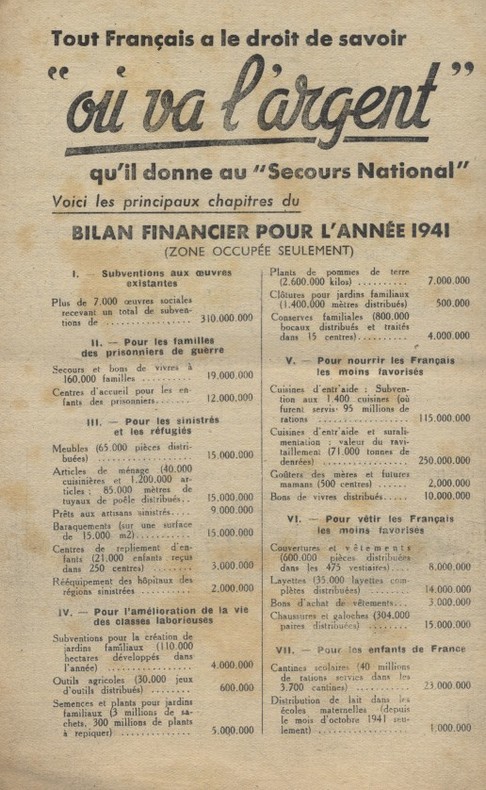 Tout Français a le droit de savoir
"où va l'argent"
qu'il donne au "Secours National"
Voici les principaux chapitres du
BILAN FINANCIER POUR L'ANNÉE 1941
(ZONE OCCUPÉE SEULEMENT)
I. — Subventions aux œuvres
existantes
Plus de 7.000 œuvres sociales
recevant un total de subven-
tions de ................ 310.000.000
II. — Pour les familles
des prisonniers de guerre
Secours et bons de vivres à
160.000 familles .......... 19.000.000
Centres d'accueil pour les en-
fants des prisonniers....... 12.000.000
III. — Pour les sinistrés
et les réfugiés
Meubles (65.000 pièces distri-
buées) .................. 15.000.000
Articles de ménage (40.000
cuisinières et 1.200.000 ar-
ticles ; 85.000 mètres de
tuyaux de poêle distribués.. 15.000.000
Prêts aux artisans sinistrés.... 9.000.000
Baraquements (sur une surface
de 15.000 m2)........... 15.000.000
Centres de repliement d'en-
fants (21.000 enfants reçus
dans 250 centres) ........ 3.000.000
Rééquipement des hôpitaux des
régions sinistrées .......... 2.000.000
IV. — Pour l'amélioration de la vie
des classes laborieuses
Subventions pour la création de
jardins familiaux (110.000
hectares développés dans
l'année) ................ 4.000.000
Outils agricoles (30.000 jeux
d'outils distribués) ........ 600.000
Semences et plants pour jardins
familiaux (3 millions de sa-
chets, 300 millions de plants
à repiquer) .............. 5.000.000
Plants de pommes de terre
(2.600.000 kilos) .......... 7.000.000
Clôtures pour jardins familiaux
(1.400.000 mètres distribués) 500.000
Conserves familiales (800.000
bocaux distribués et traités
dans 15 centres).......... 4.000.000
V. — Pour nourrir les Français
les moins favorisés
Cuisines d'entr'aide : Subven-
tion aux 1.400 cuisines (où
furent servis 95 millions de
rations .................. 115.000.000
Cuisines d'entr'aide et surali-
mentation : valeur du ravi-
taillement (71.000 tonnes de
denrées) ................ 250.000.000
Goûters des mères et futures
mamans (500 centres) ...... 2.000.000
Bons de vivres distribués..... 10.000.000
VI. — Pour vêtir les Français
les moins favorisés
Couvertures et vêtements
(600.000 pièces distribuées
dans les 475 vestiaires).... 8.000.000
Layettes (35.000 layettes com-
plètes distribuées) ........ 14.000.000
Bons d'achat de vêtements... 3.000.000
Chaussures et galoches (304.000
paires distribuées) ........ 15.000.000
VII. — Pour les enfants de France
Cantines scolaires (40 millions
de rations servies dans les
3.700 cantines) .......... 23.000.000
Distribution de lait dans les
écoles maternelles (depuis
le mois d'octobre 1941 seu-
lement) ................ 1.000.000